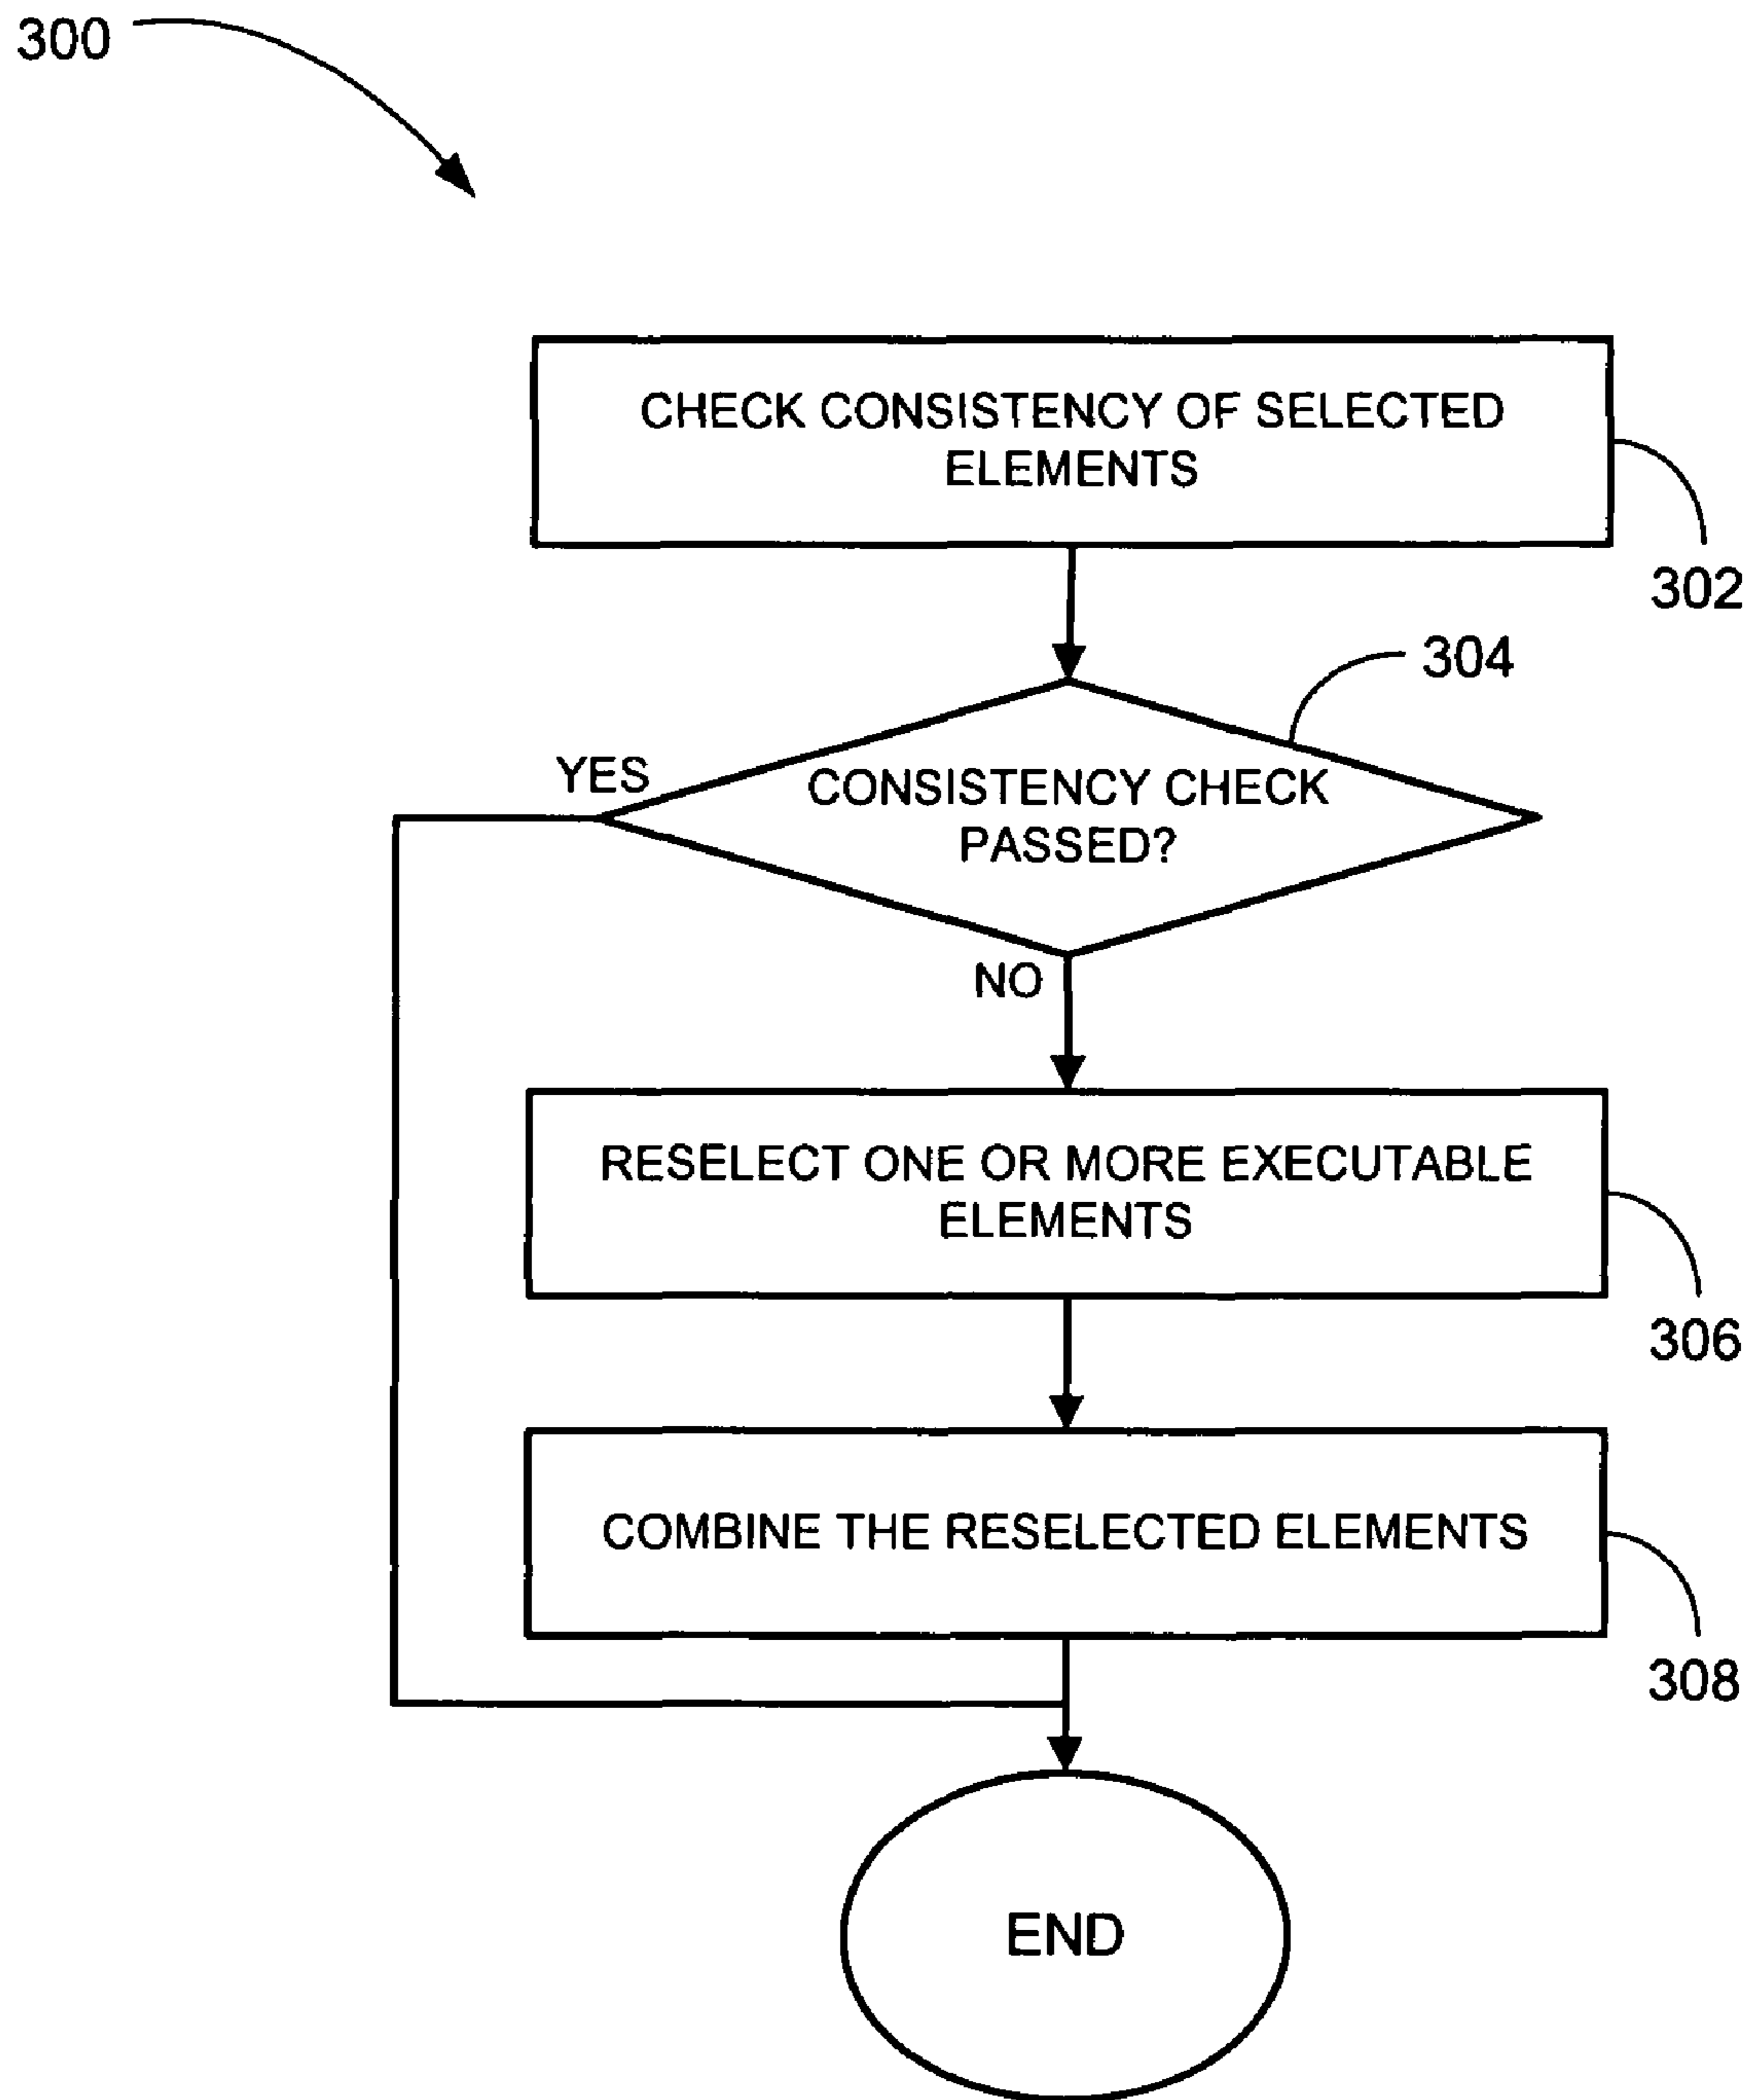 300
CHECK CONSISTENCY OF SELECTED
ELEMENTS
302
304
YES
CONSISTENCY CHECK
PASSED?
NO
RESELECT ONE OR MORE EXECUTABLE
ELEMENTS
306
COMBINE THE RESELECTED ELEMENTS
308
END